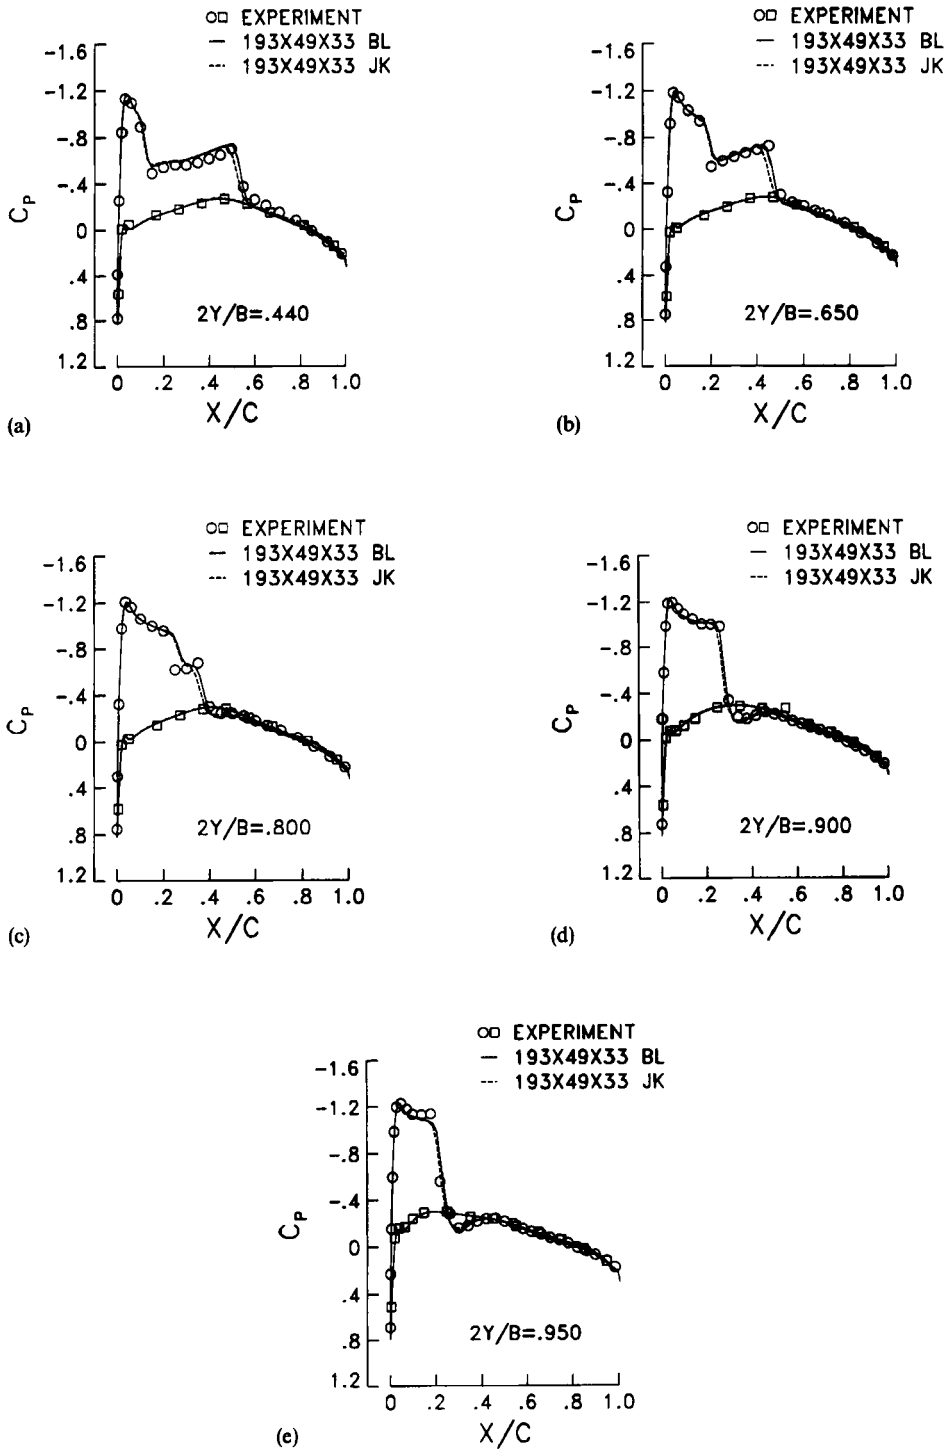 EXPERIMENT
193X49X33 BL
193X49X33 JK
-1.6
-1.2
-.8
-.4
0
.4
.8
1.2
CP
2Y/B=.440
0 .2 .4 .6 .8 1.0
X/C
(a)
EXPERIMENT
193X49X33 BL
193X49X33 JK
-1.6
-1.2
-.8
-.4
0
.4
.8
1.2
CP
2Y/B=.650
0 .2 .4 .6 .8 1.0
X/C
(b)
EXPERIMENT
193X49X33 BL
193X49X33 JK
-1.6
-1.2
-.8
-.4
0
.4
.8
1.2
CP
2Y/B=.800
0 .2 .4 .6 .8 1.0
X/C
(c)
EXPERIMENT
193X49X33 BL
193X49X33 JK
-1.6
-1.2
-.8
-.4
0
.4
.8
1.2
CP
2Y/B=.900
0 .2 .4 .6 .8 1.0
X/C
(d)
EXPERIMENT
193X49X33 BL
193X49X33 JK
-1.6
-1.2
-.8
-.4
0
.4
.8
1.2
CP
2Y/B=.950
0 .2 .4 .6 .8 1.0
X/C
(e)